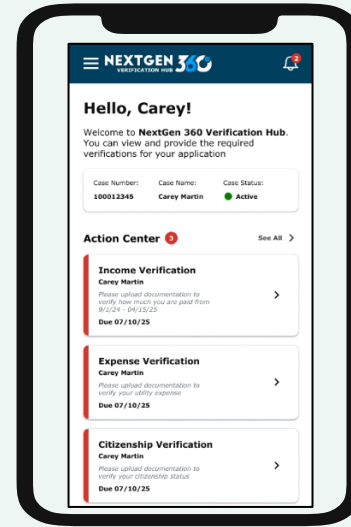 NEXTGEN 360
VERIFICATION HUB
2
Hello, Carey!
Welcome to NextGen 360 Verification Hub.
You can view and provide the required
verifications for your application
Case Number: Case Name: Case Status:
100012345 Carey Martin Active
Action Center 3 See All
Income Verification
Carey Martin
Please upload documentation to
verify how much you are paid from
9/1/24 - 04/15/25
Due 07/10/25
Expense Verification
Carey Martin
Please upload documentation to
verify your utility expense
Due 07/10/25
Citizenship Verification
Carey Martin
Please upload documentation to
verify your citizenship status
Due 07/10/25